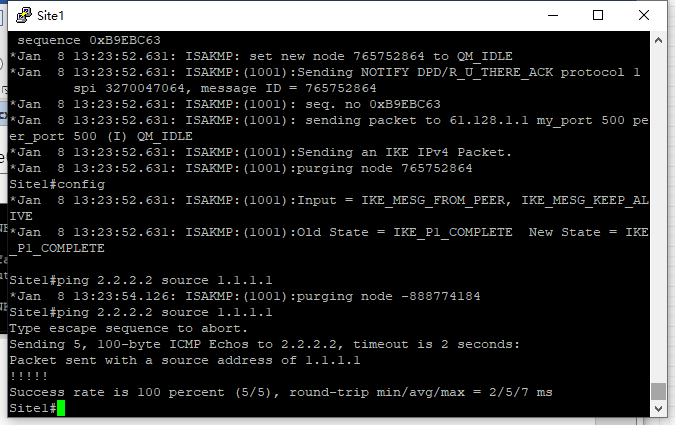 Site1
sequence 0xB9EBC63
*Jan  8 13:23:52.631: ISAKMP: set new node 765752864 to QM_IDLE
*Jan  8 13:23:52.631: ISAKMP:(1001):Sending NOTIFY DPD/R_U_THERE_ACK protocol 1
        spi 3270047064, message ID = 765752864
*Jan  8 13:23:52.631: ISAKMP:(1001): seq. no 0xB9EBC63
*Jan  8 13:23:52.631: ISAKMP:(1001): sending packet to 61.128.1.1 my_port 500 pe
er_port 500 (I) QM_IDLE
*Jan  8 13:23:52.631: ISAKMP:(1001):Sending an IKE IPv4 Packet.
*Jan  8 13:23:52.631: ISAKMP:(1001):purging node 765752864
Site1#config
*Jan  8 13:23:52.631: ISAKMP:(1001):Input = IKE_MESG_FROM_PEER, IKE_MESG_KEEP_AL
IVE
*Jan  8 13:23:52.631: ISAKMP:(1001):Old State = IKE_P1_COMPLETE  New State = IKE
_P1_COMPLETE
Site1#ping 2.2.2.2 source 1.1.1.1
*Jan  8 13:23:54.126: ISAKMP:(1001):purging node -888774184
Site1#ping 2.2.2.2 source 1.1.1.1
Type escape sequence to abort.
Sending 5, 100-byte ICMP Echos to 2.2.2.2, timeout is 2 seconds:
Packet sent with a source address of 1.1.1.1
!!!!!
Success rate is 100 percent (5/5), round-trip min/avg/max = 2/5/7 ms
Site1#